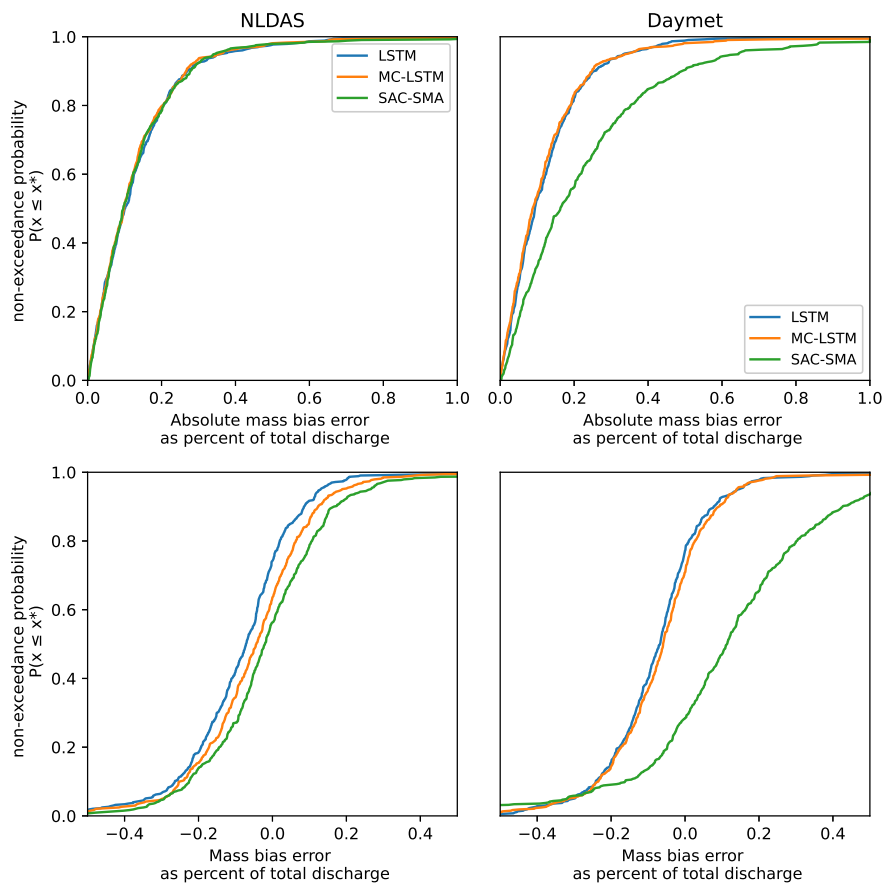 NLDAS
Daymet
non-exceedance probability
P(x ≤ x*)
1.0
0.8
0.6
0.4
0.2
0.0
LSTM
MC-LSTM
SAC-SMA
0.0 0.2 0.4 0.6 0.8 1.0
Absolute mass bias error
as percent of total discharge
LSTM
MC-LSTM
SAC-SMA
0.0 0.2 0.4 0.6 0.8 1.0
Absolute mass bias error
as percent of total discharge
non-exceedance probability
P(x ≤ x*)
1.0
0.8
0.6
0.4
0.2
0.0
−0.4 −0.2 0.0 0.2 0.4
Mass bias error
as percent of total discharge
−0.4 −0.2 0.0 0.2 0.4
Mass bias error
as percent of total discharge